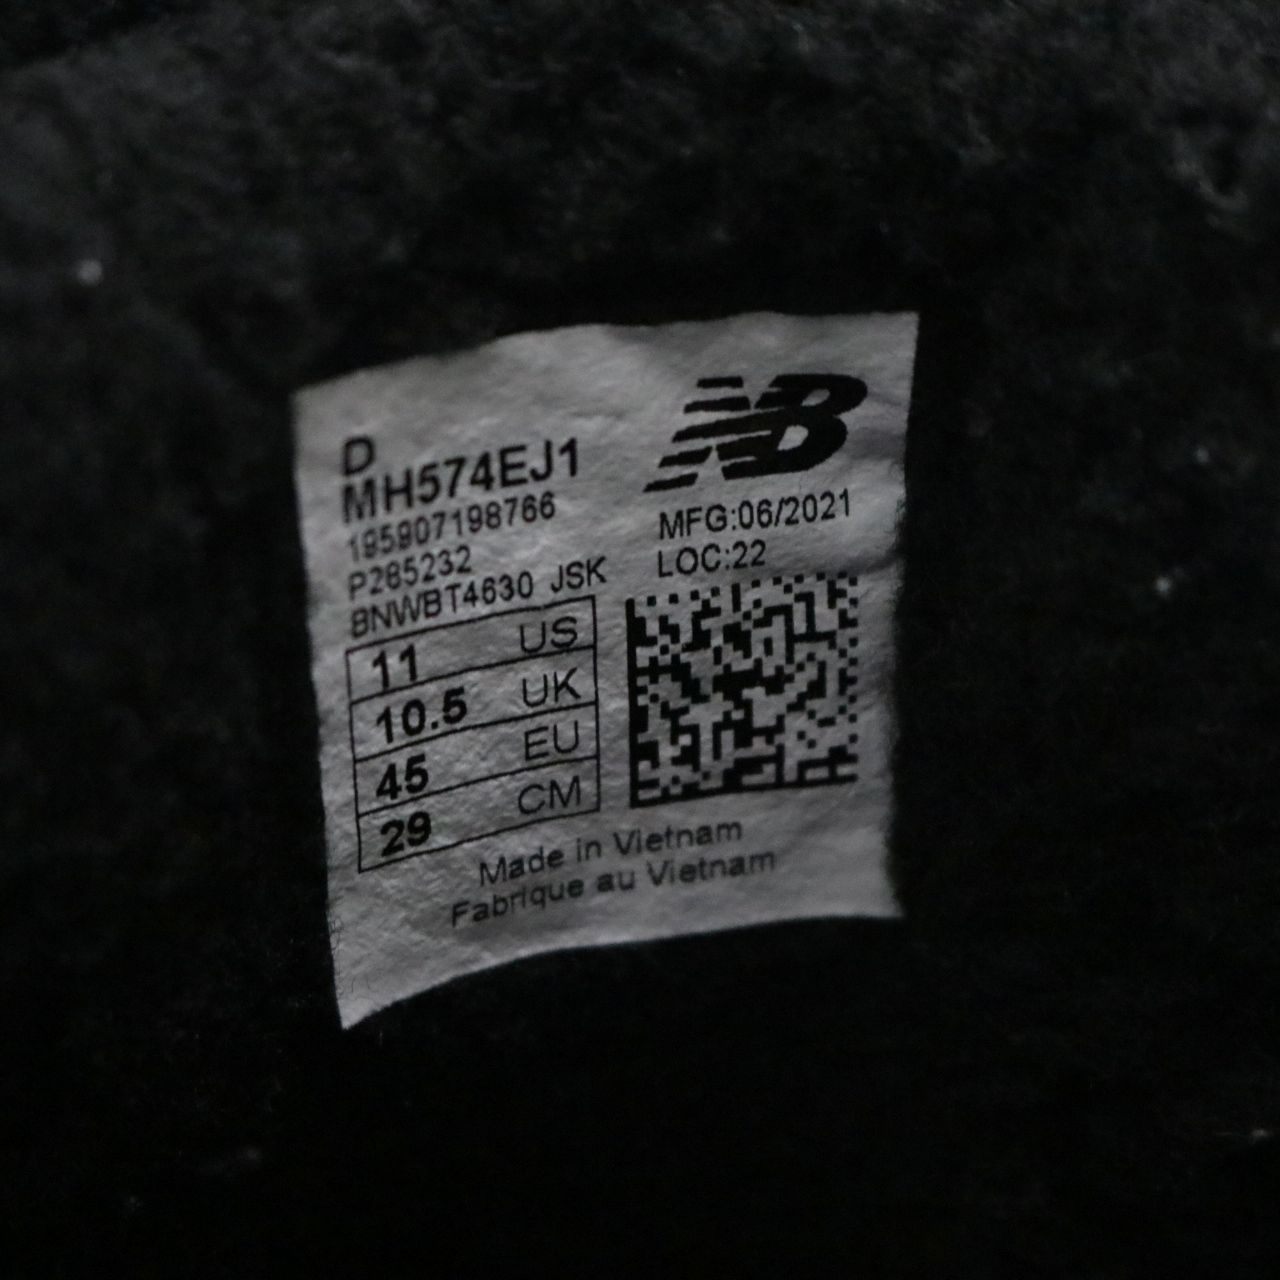 NB
D
MH574EJ1
195907198766
P285232
BNWBT4630 JSK
MFG:06/2021
LOC:22
11 US
10.5 UK
45 EU
29 CM
Made in Vietnam
Fabrique au Vietnam